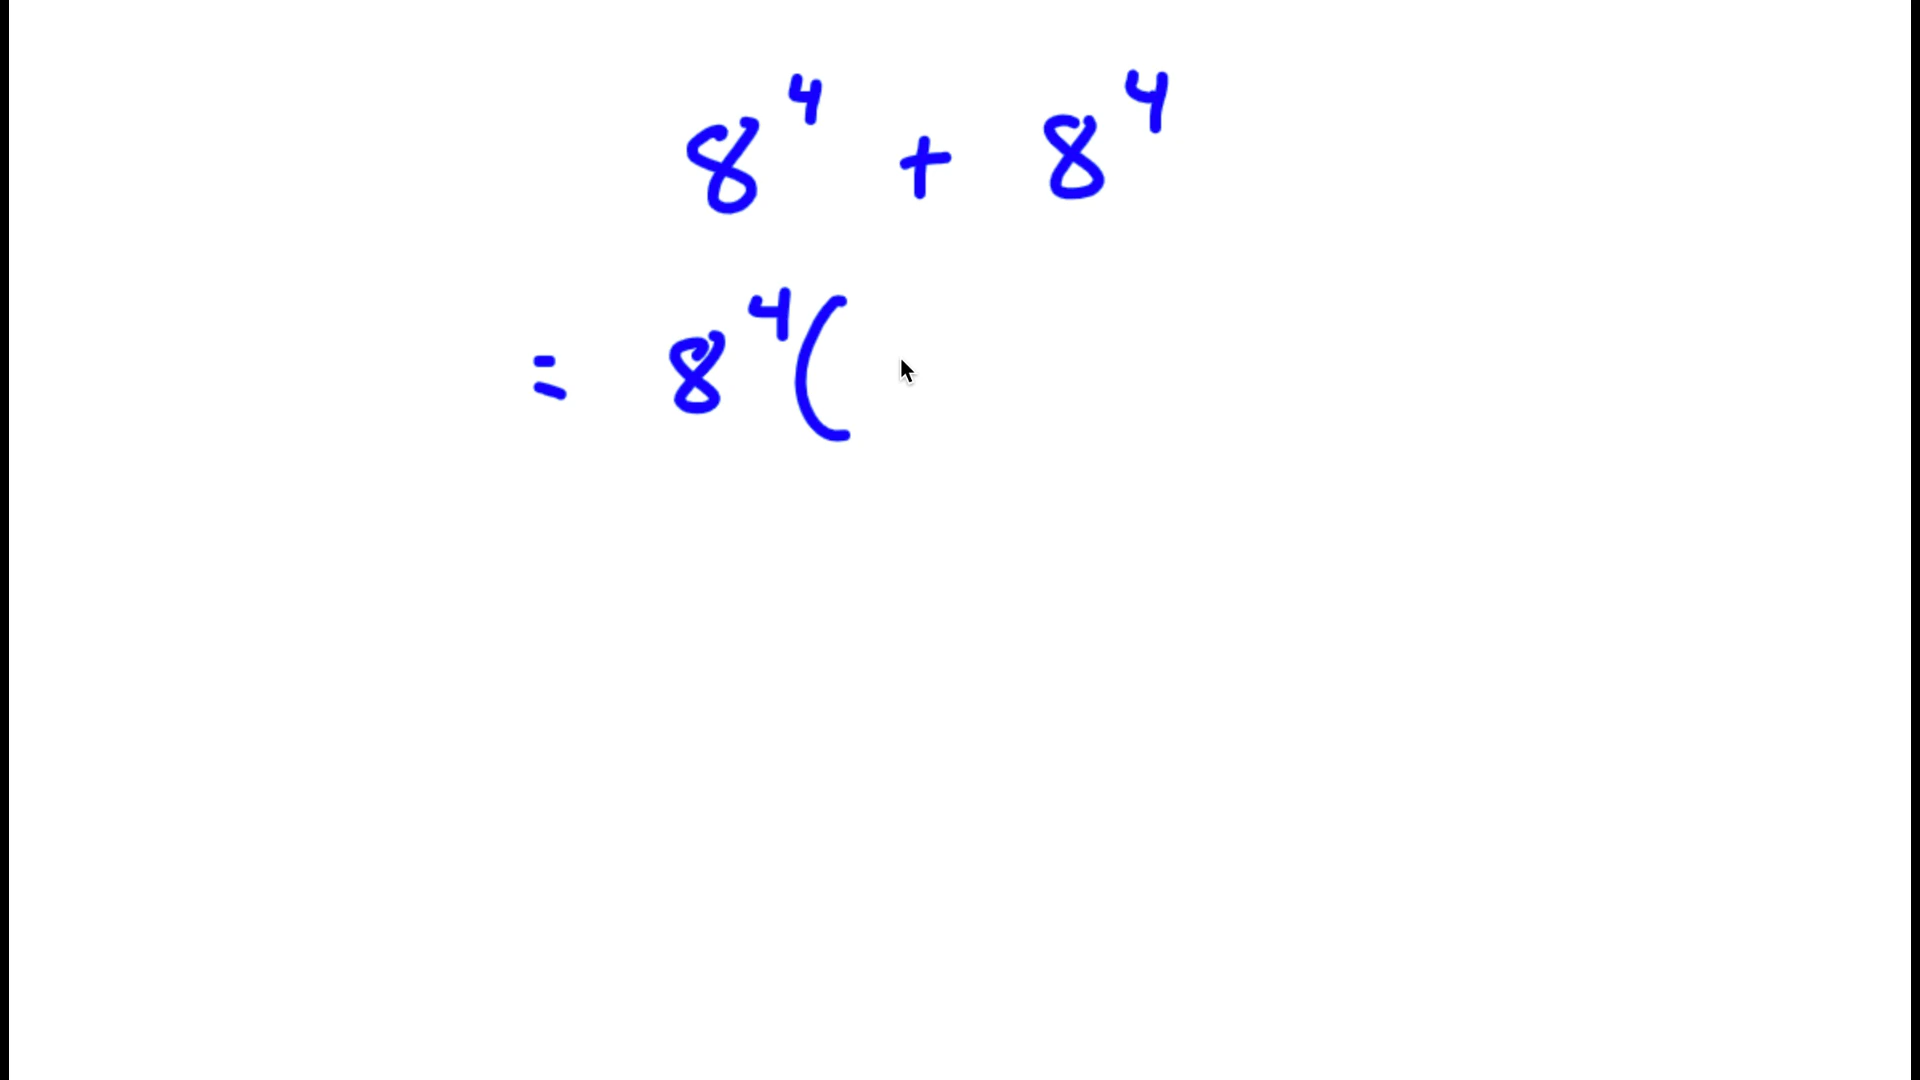 8⁴ + 8⁴
= 8⁴(